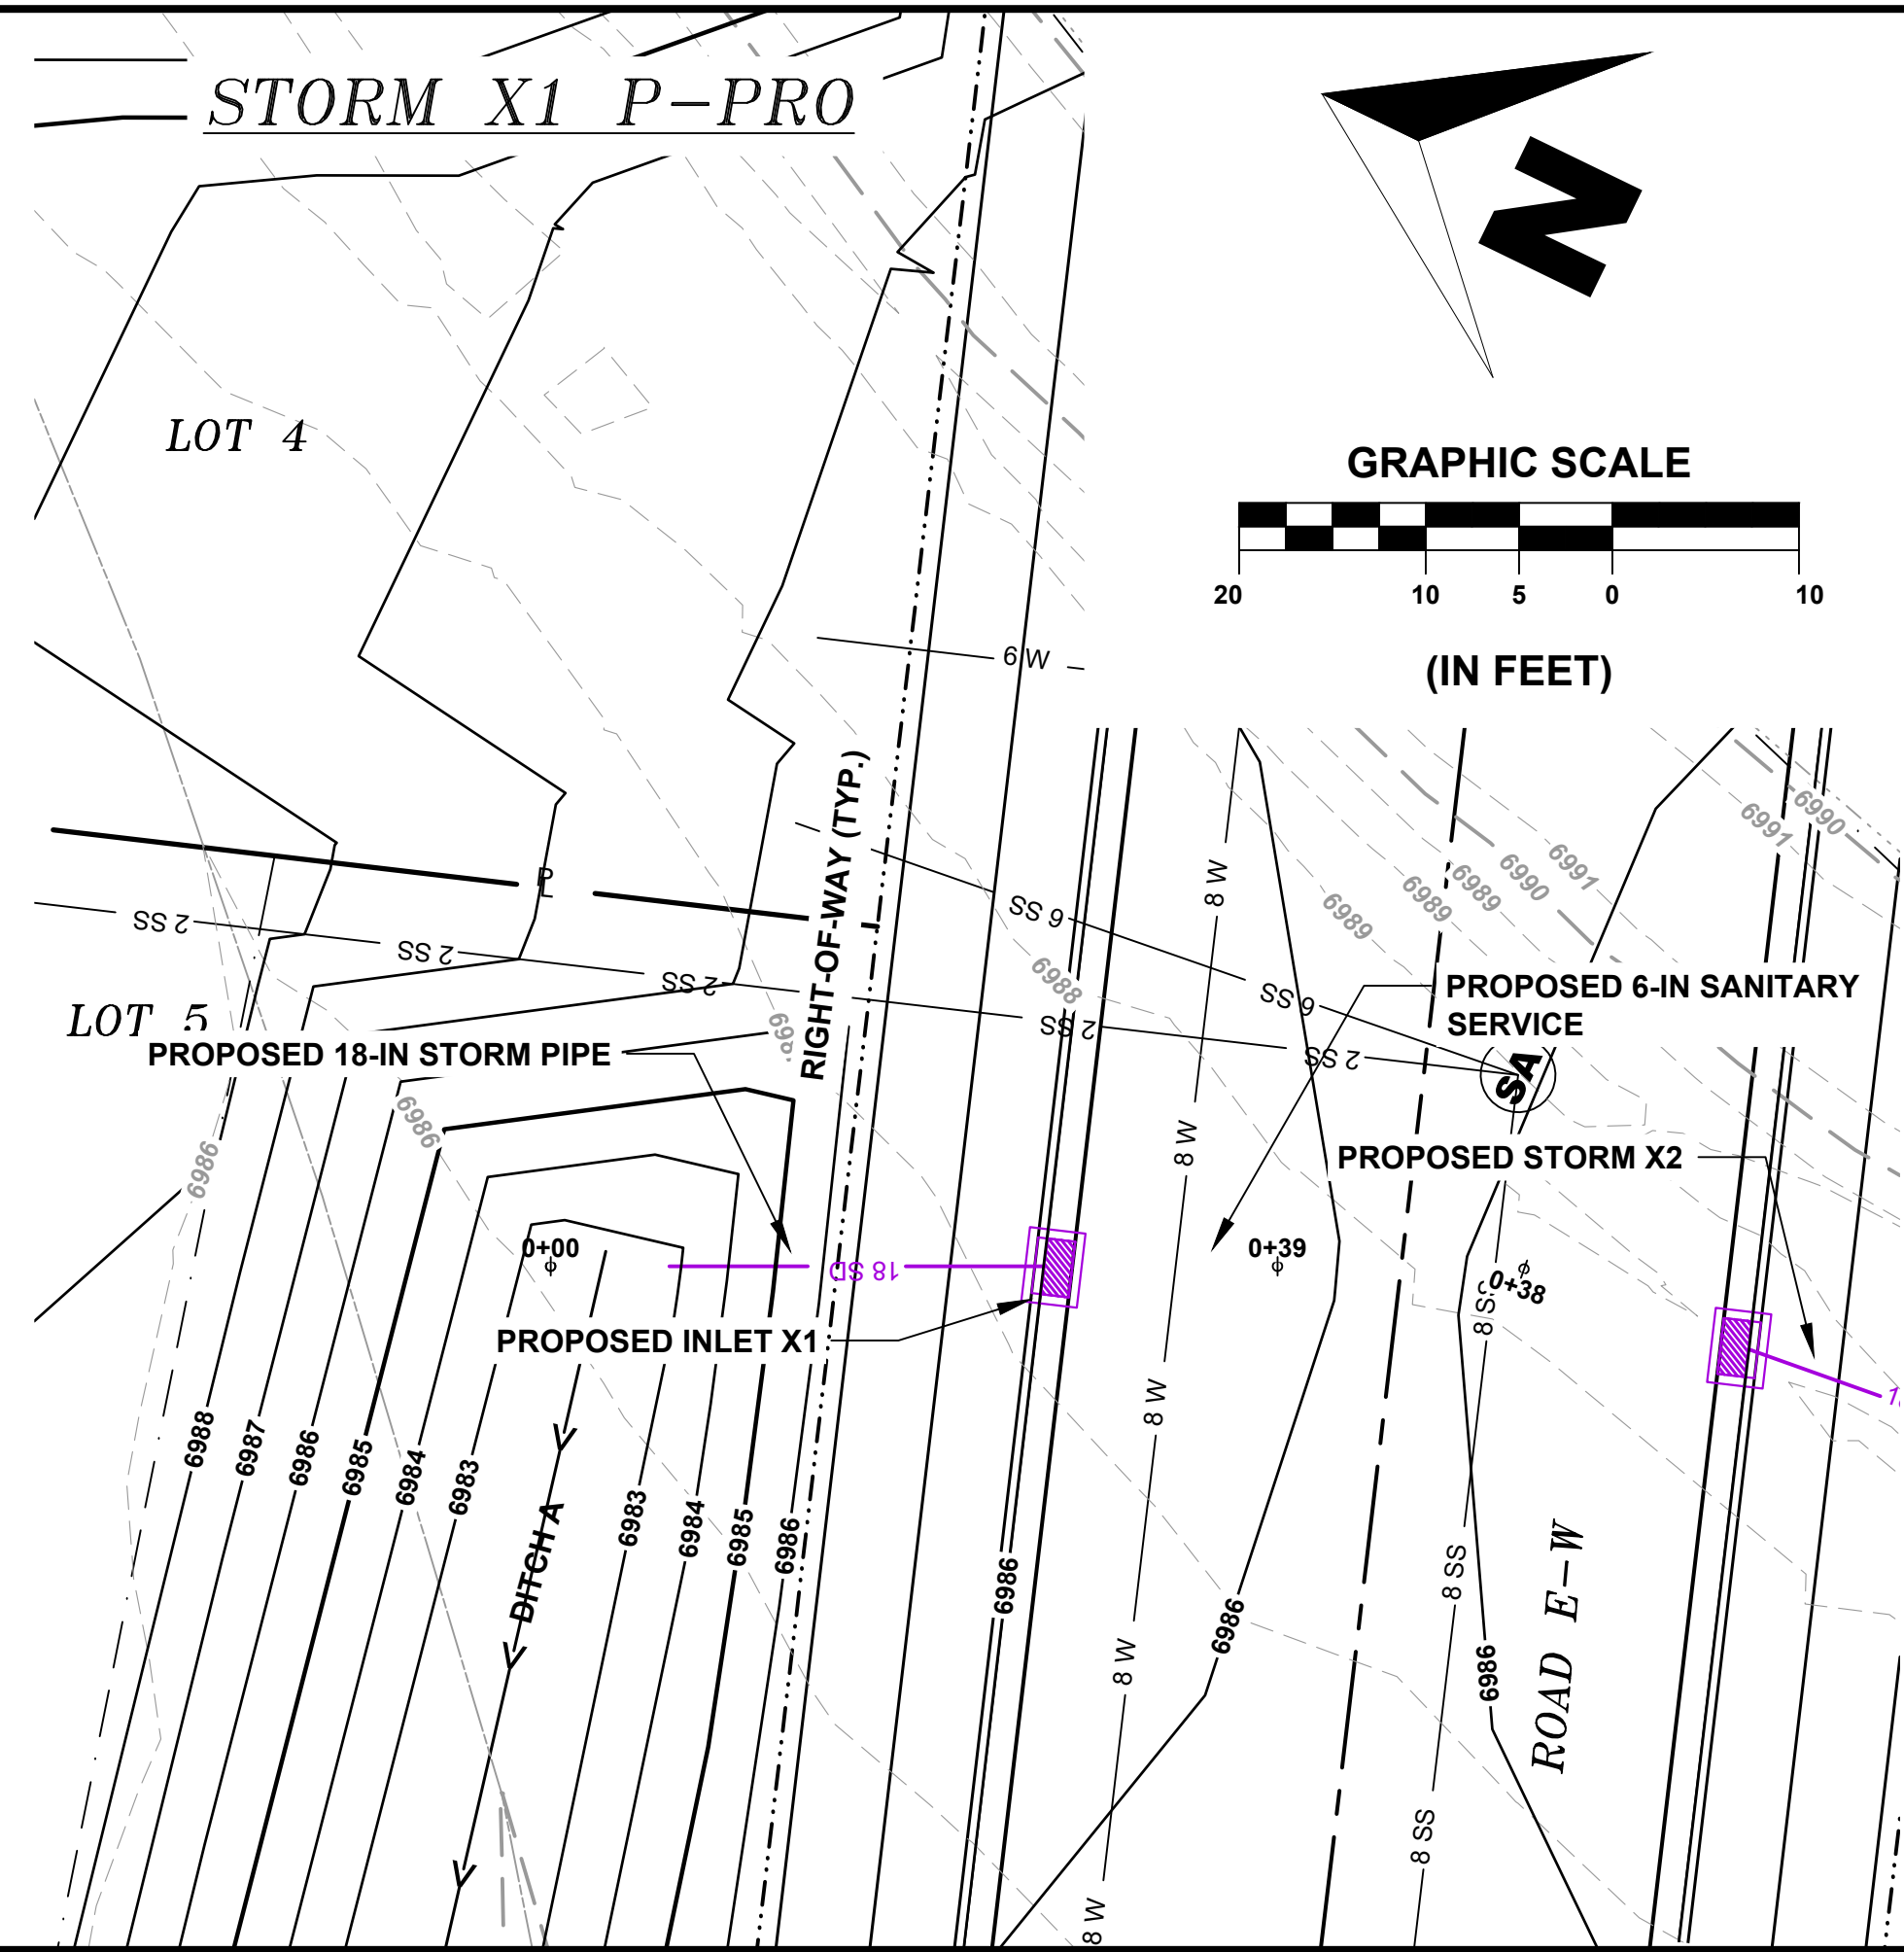 STORM X1 P-PRO
GRAPHIC SCALE
20 10 5 0 10
(IN FEET)
N
LOT 4
9 W
RIGHT-OF-WAY (TYP.)
PL
2 SS
2 SS
2 SS
2 SS
2 SS
6 SS
6 SS
8 W
8 W
8 W
8 W
8 W
6991
6990
6991
6990
6989
6989
6989
6988
LOT 5
PROPOSED 6-IN SANITARY
SERVICE
PROPOSED 18-IN STORM PIPE
SA
PROPOSED STORM X2
6986
6986
0+00
18 SD
0+39
0+38
PROPOSED INLET X1
6988
6987
6986
6985
6984
6983
DITCH A
6983
6984
6985
6986
6986
6986
6986
8 SS
8 SS
ROAD E-W